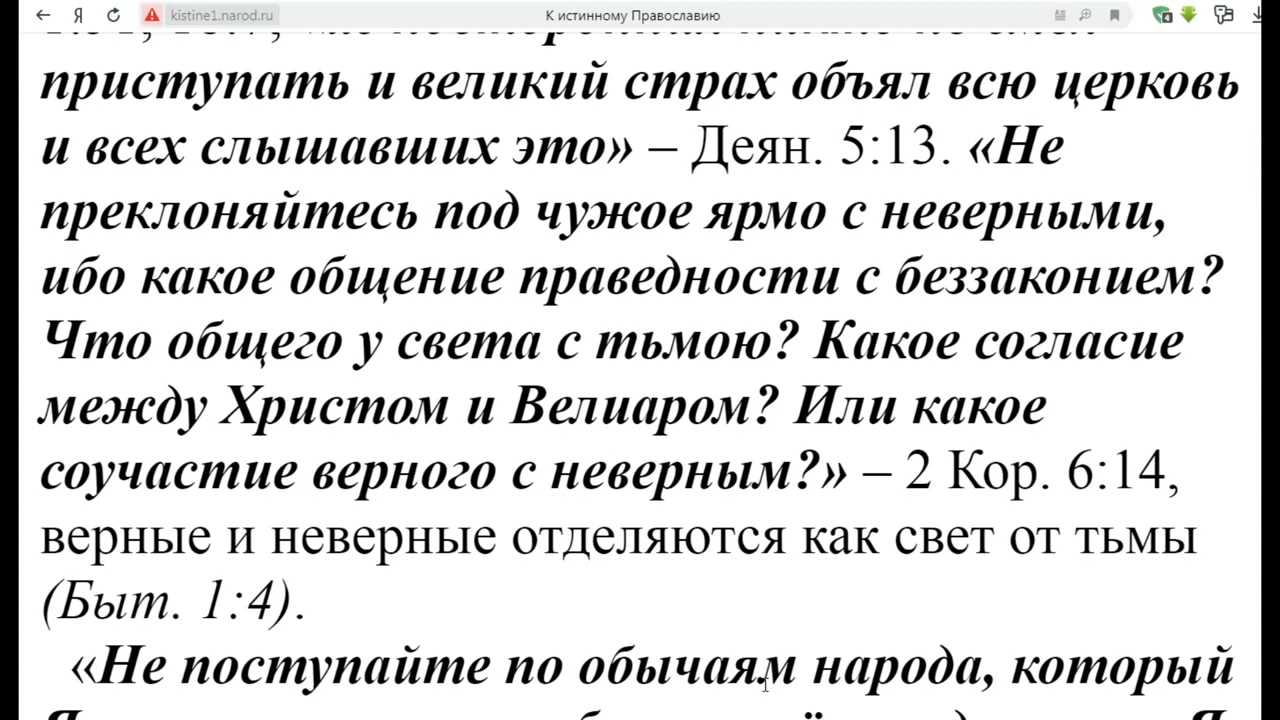 kistine1.narod.ru
К истинному Православию
приступать и великий страх объял всю церковь
и всех слышавших это» – Деян. 5:13. «Не
преклоняйтесь под чужое ярмо с неверными,
ибо какое общение праведности с беззаконием?
Что общего у света с тьмою? Какое согласие
между Христом и Велиаром? Или какое
соучастие верного с неверным?» – 2 Кор. 6:14,
верные и неверные отделяются как свет от тьмы
(Быт. 1:4).
«Не поступайте по обычаям народа, который